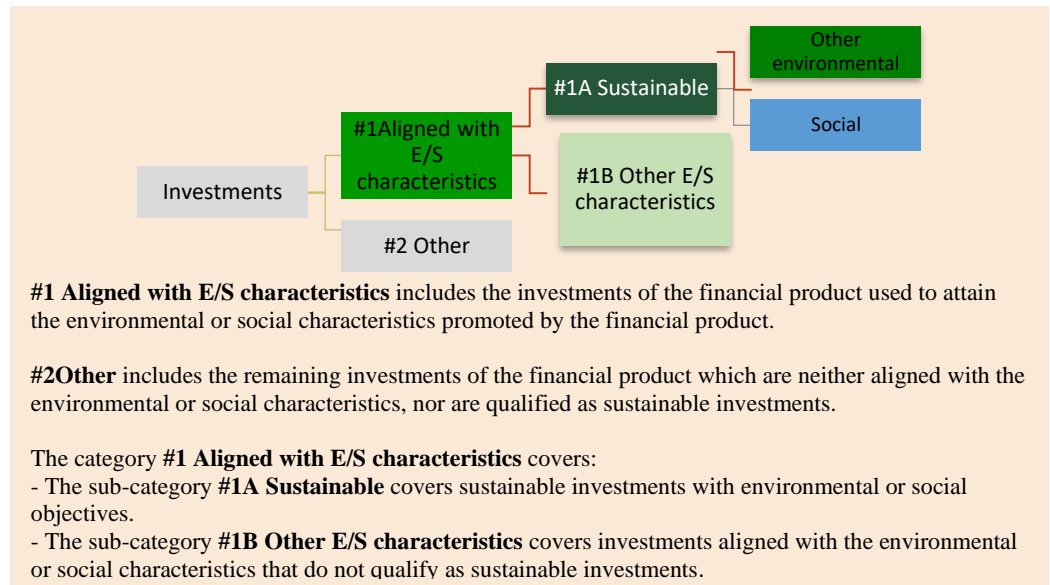 Other
environmental
#1A Sustainable
Social
#1Aligned with
E/S
characteristics
#1B Other E/S
characteristics
Investments
#2 Other
#1 Aligned with E/S characteristics includes the investments of the financial product used to attain
the environmental or social characteristics promoted by the financial product.
#2Other includes the remaining investments of the financial product which are neither aligned with the
environmental or social characteristics, nor are qualified as sustainable investments.
The category #1 Aligned with E/S characteristics covers:
- The sub-category #1A Sustainable covers sustainable investments with environmental or social
objectives.
- The sub-category #1B Other E/S characteristics covers investments aligned with the environmental
or social characteristics that do not qualify as sustainable investments.